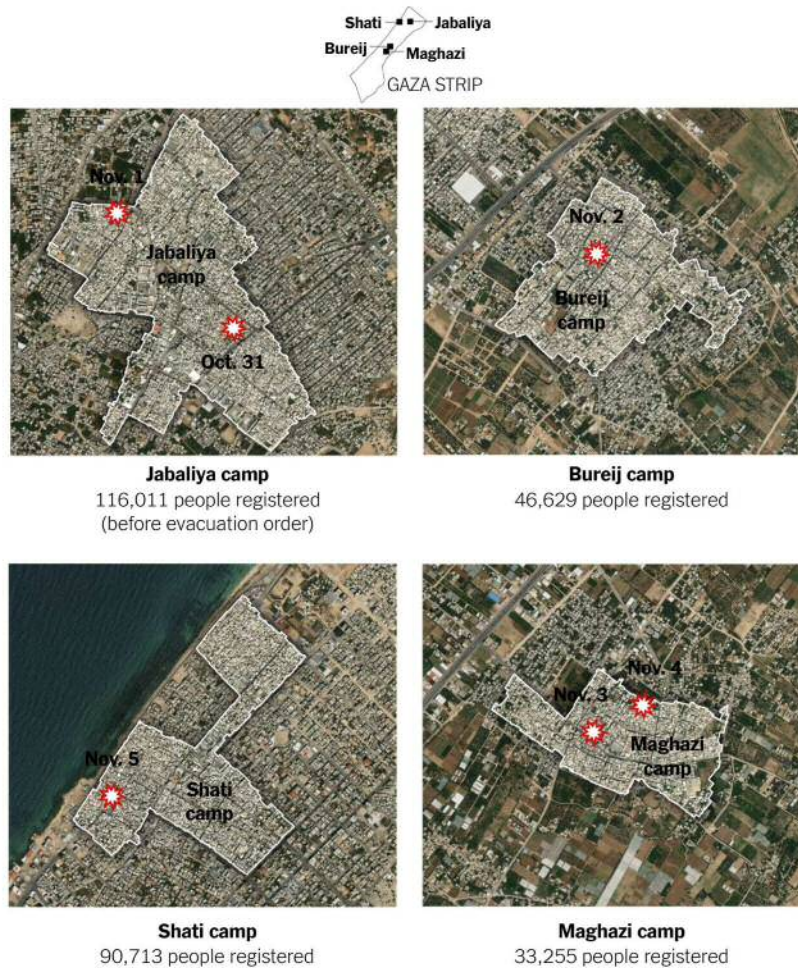 Shati
Jabaliya
Bureij
Maghazi
GAZA STRIP
Nov. 1
Jabaliya
camp
Oct. 31
Nov. 2
Bureij
camp
Jabaliya camp
116,011 people registered
(before evacuation order)
Bureij camp
46,629 people registered
Nov. 5
Shati
camp
Nov. 4
Nov. 3
Maghazi
camp
Shati camp
90,713 people registered
Maghazi camp
33,255 people registered